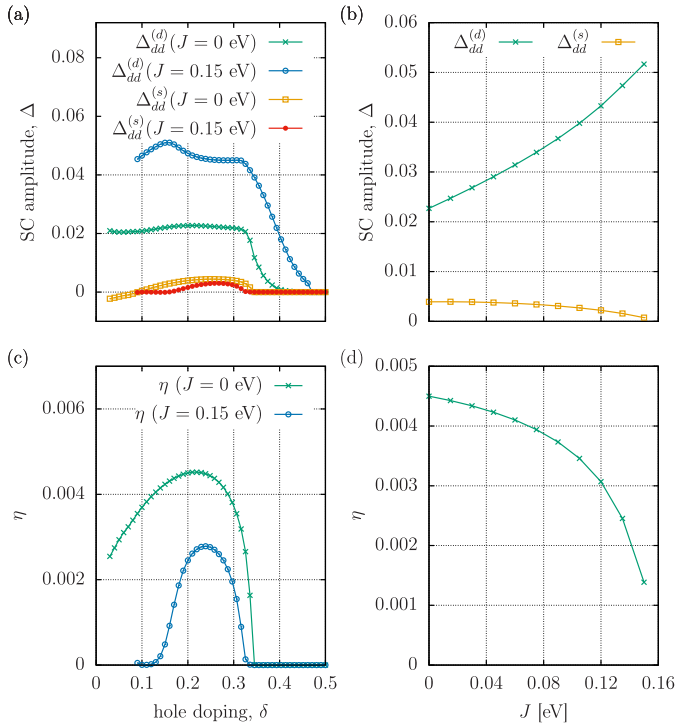 (a)
SC amplitude, Δ
0.08
0.06
0.04
0.02
0
Δ_{dd}^{(d)}(J = 0 eV)
Δ_{dd}^{(d)}(J = 0.15 eV)
Δ_{dd}^{(s)}(J = 0 eV)
Δ_{dd}^{(s)}(J = 0.15 eV)
(b)
SC amplitude, Δ
0.06
0.05
0.04
0.03
0.02
0.01
0.00
Δ_{dd}^{(d)} Δ_{dd}^{(s)}
(c)
η
0.006
0.004
0.002
0
η (J = 0 eV)
η (J = 0.15 eV)
0 0.1 0.2 0.3 0.4 0.5
hole doping, δ
(d)
η
0.005
0.004
0.003
0.002
0.001
0
0 0.04 0.08 0.12 0.16
J [eV]